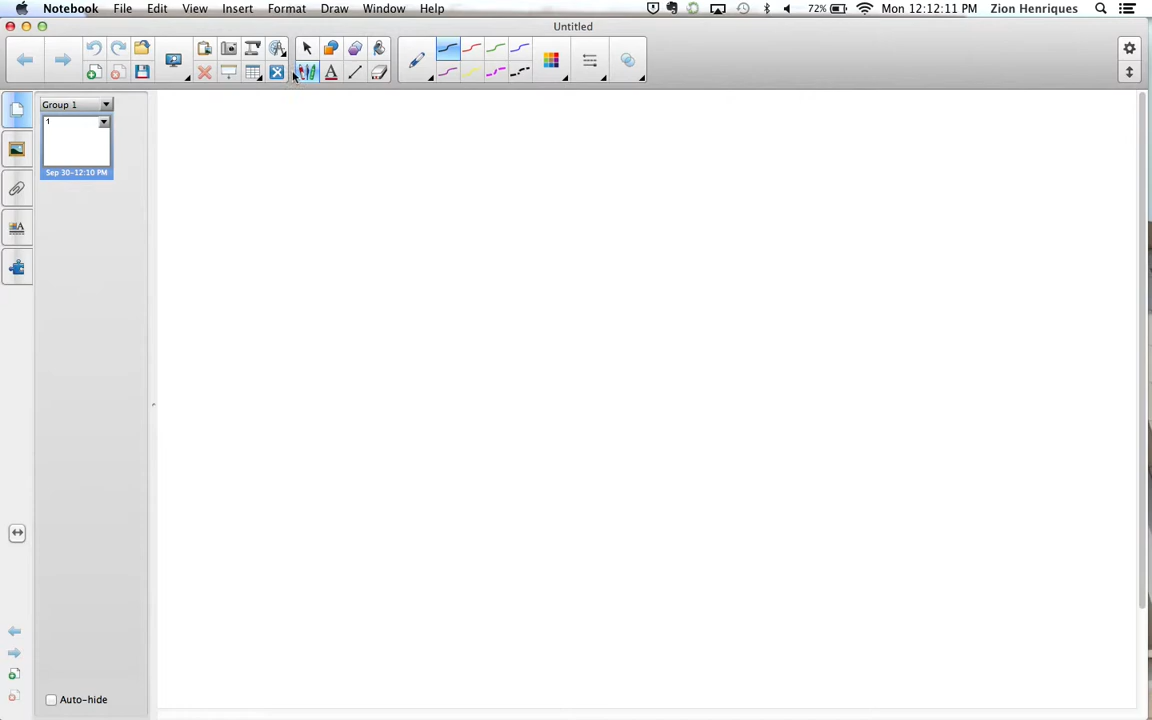 Notebook File Edit View Insert Format Draw Window Help 72% Mon 12:12:11 PM Zion Henriques
Untitled
Group 1
1
Sep 30-12:10 PM
Auto-hide